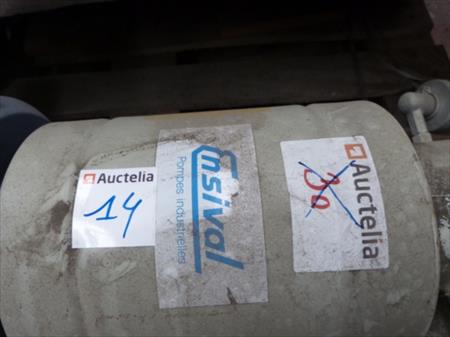 Auctelia
14
Ensival
Pompes industrielles
Auctelia
30